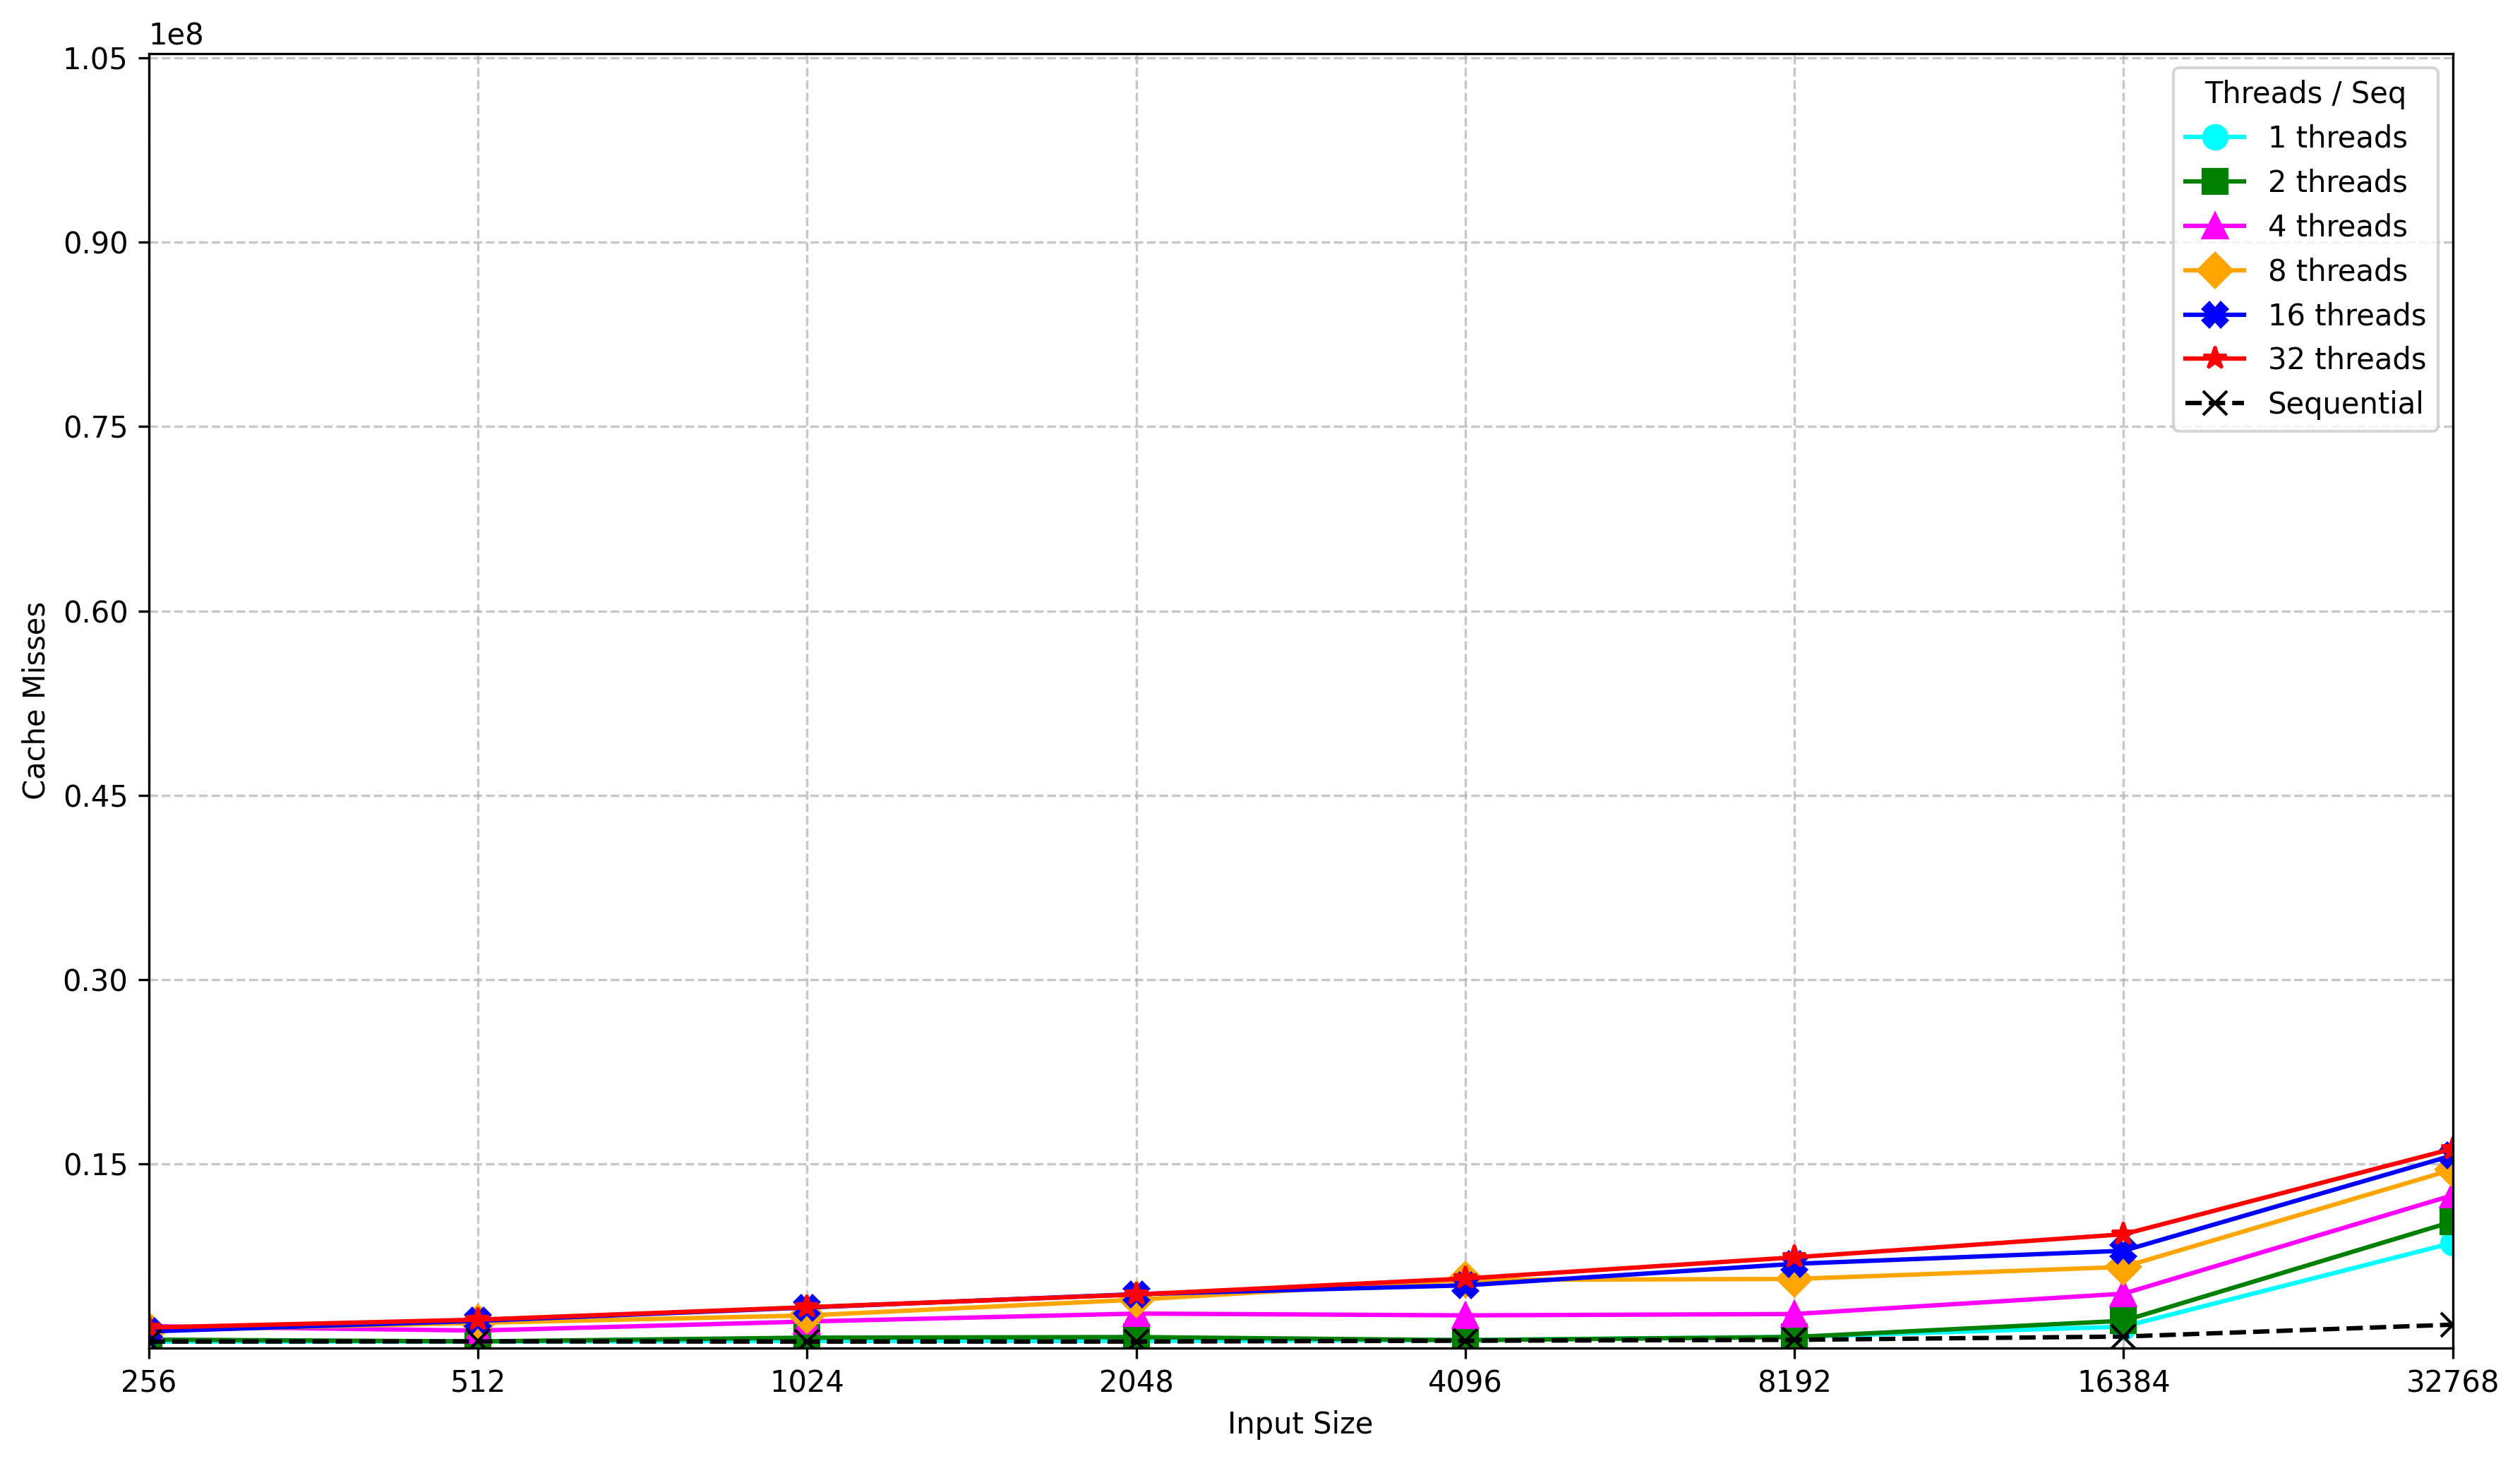 1e8
1.05
0.90
0.75
0.60
0.45
0.30
0.15
Cache Misses
Threads / Seq
1 threads
2 threads
4 threads
8 threads
16 threads
32 threads
Sequential
256 512 1024 2048 4096 8192 16384 32768
Input Size